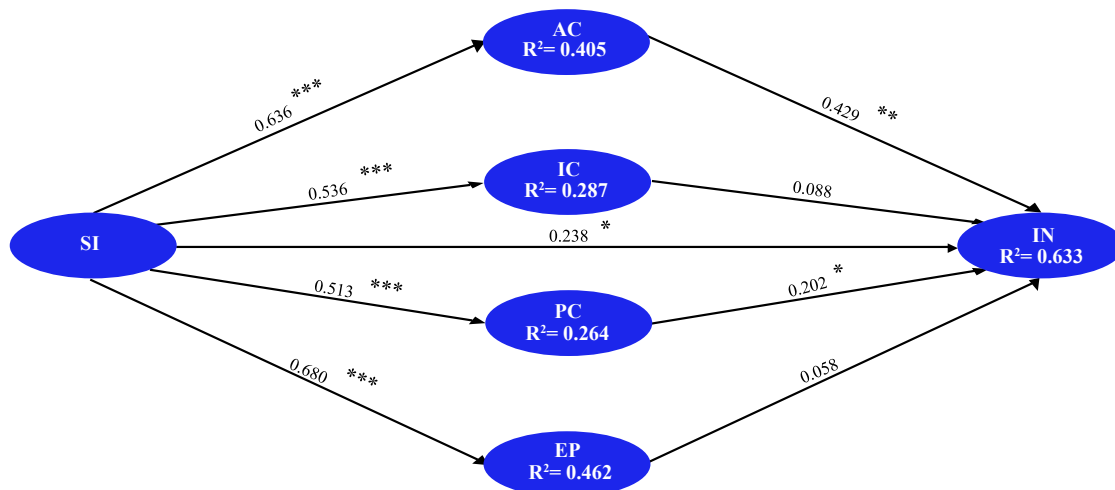 AC
R²= 0.405
0.636 ***
0.429 **
IC
R²= 0.287
0.536 ***
0.088
SI
0.238 *
IN
R²= 0.633
0.513 ***
PC
R²= 0.264
0.202 *
0.680 ***
0.058
EP
R²= 0.462